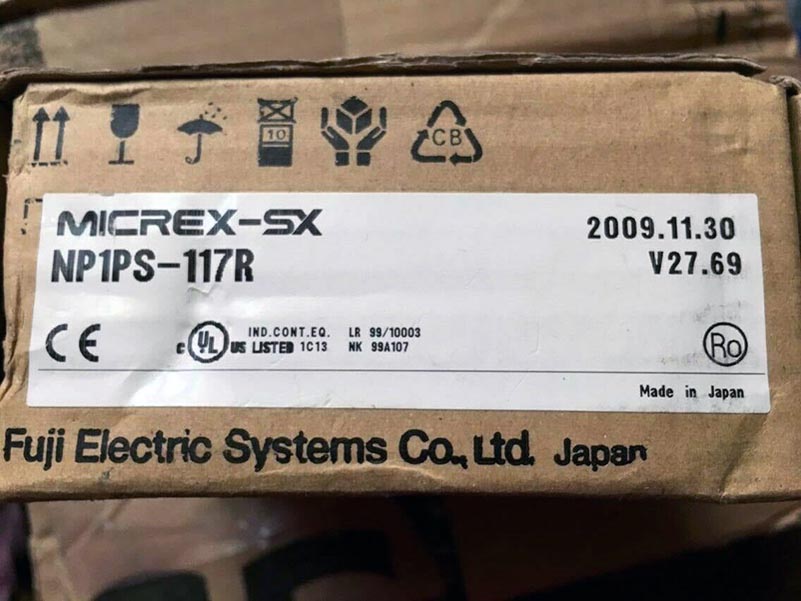 10
CB
MICREX-SX
2009.11.30
NP1PS-117R
V27.69
CE
c UL US LISTED
IND.CONT.EQ.
1C13
LR 99/10003
NK 99A107
Ro
Made in Japan
Fuji Electric Systems Co.,Ltd. Japan